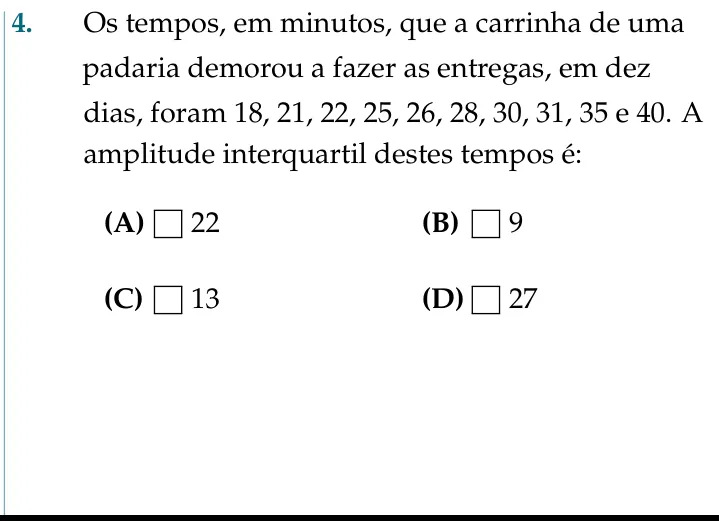 4. Os tempos, em minutos, que a carrinha de uma
padaria demorou a fazer as entregas, em dez
dias, foram 18, 21, 22, 25, 26, 28, 30, 31, 35 e 40. A
amplitude interquartil destes tempos é:
(A) 22 (B) 9
(C) 13 (D) 27